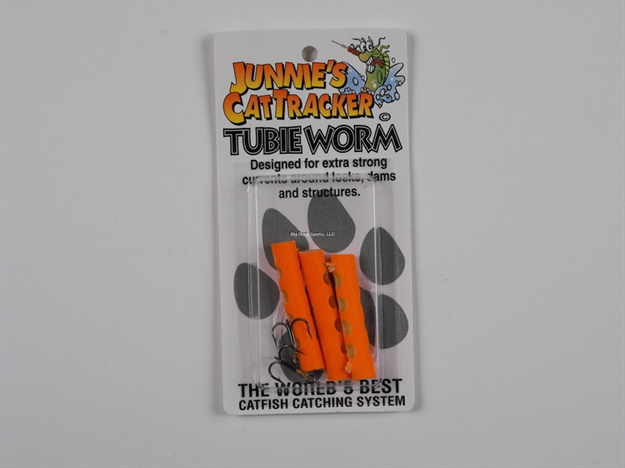 JUNNIE'S
CATTRACKER
©
TUBIE WORM
Designed for extra strong
currents around locks, dams
and structures.
THE WORLD'S BEST
CATFISH CATCHING SYSTEM